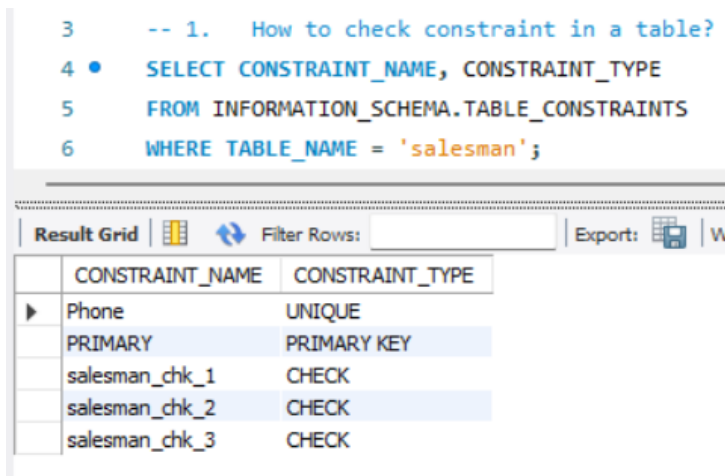 3 -- 1. How to check constraint in a table?
4 SELECT CONSTRAINT_NAME, CONSTRAINT_TYPE
5 FROM INFORMATION_SCHEMA.TABLE_CONSTRAINTS
6 WHERE TABLE_NAME = 'salesman';
Result Grid Filter Rows: Export: W
CONSTRAINT_NAME CONSTRAINT_TYPE
Phone UNIQUE
PRIMARY PRIMARY KEY
salesman_chk_1 CHECK
salesman_chk_2 CHECK
salesman_chk_3 CHECK